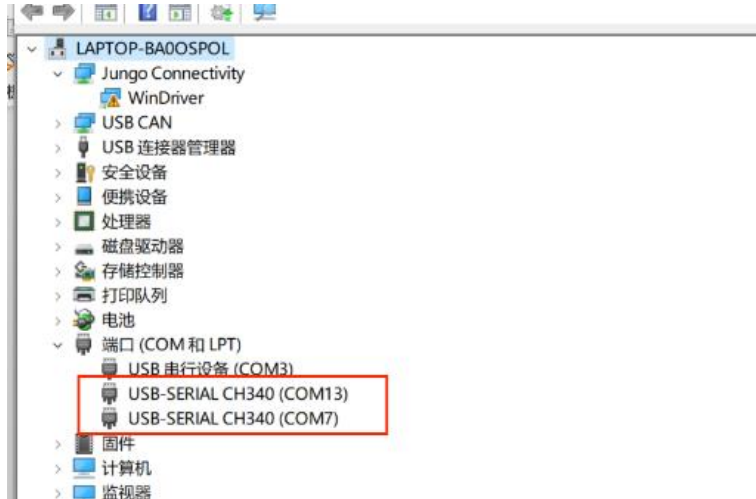 LAPTOP-BA0OSPOL
Jungo Connectivity
WinDriver
USB CAN
USB 连接器管理器
安全设备
便携设备
处理器
磁盘驱动器
存储控制器
打印队列
电池
端口 (COM 和 LPT)
USB 串行设备 (COM3)
USB-SERIAL CH340 (COM13)
USB-SERIAL CH340 (COM7)
固件
计算机
监视器